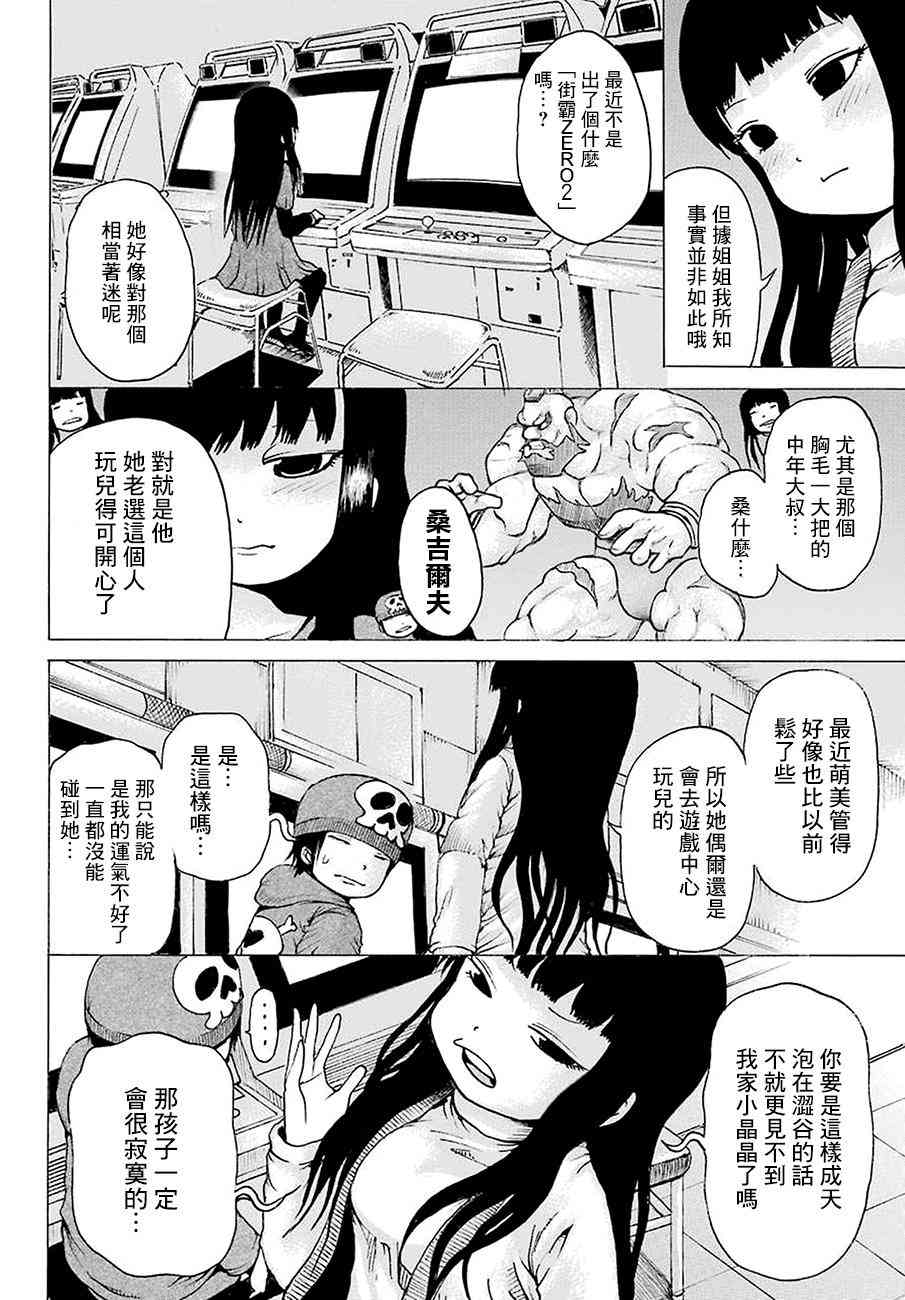 但據姐姐我所知
事實並非如此哦
最近不是
出了個什麼
「街霸ZERO2」
嗎…？
她好像對那個
相當著迷呢
尤其是那個
胸毛一大把的
中年大叔…
桑什麼…
桑吉爾夫
對就是他
她老選這個人
玩兒得可開心了
最近萌美管得
好像也比以前
鬆了些
所以她偶爾還是
會去遊戲中心
玩兒的
是…
是這樣嗎…
那只能說
是我的運氣不好了
一直都沒能
碰到她…
你要是這樣成天
泡在澀谷的話
不就更見不到
我家小晶晶了嗎
…
那孩子一定
會很寂寞的…